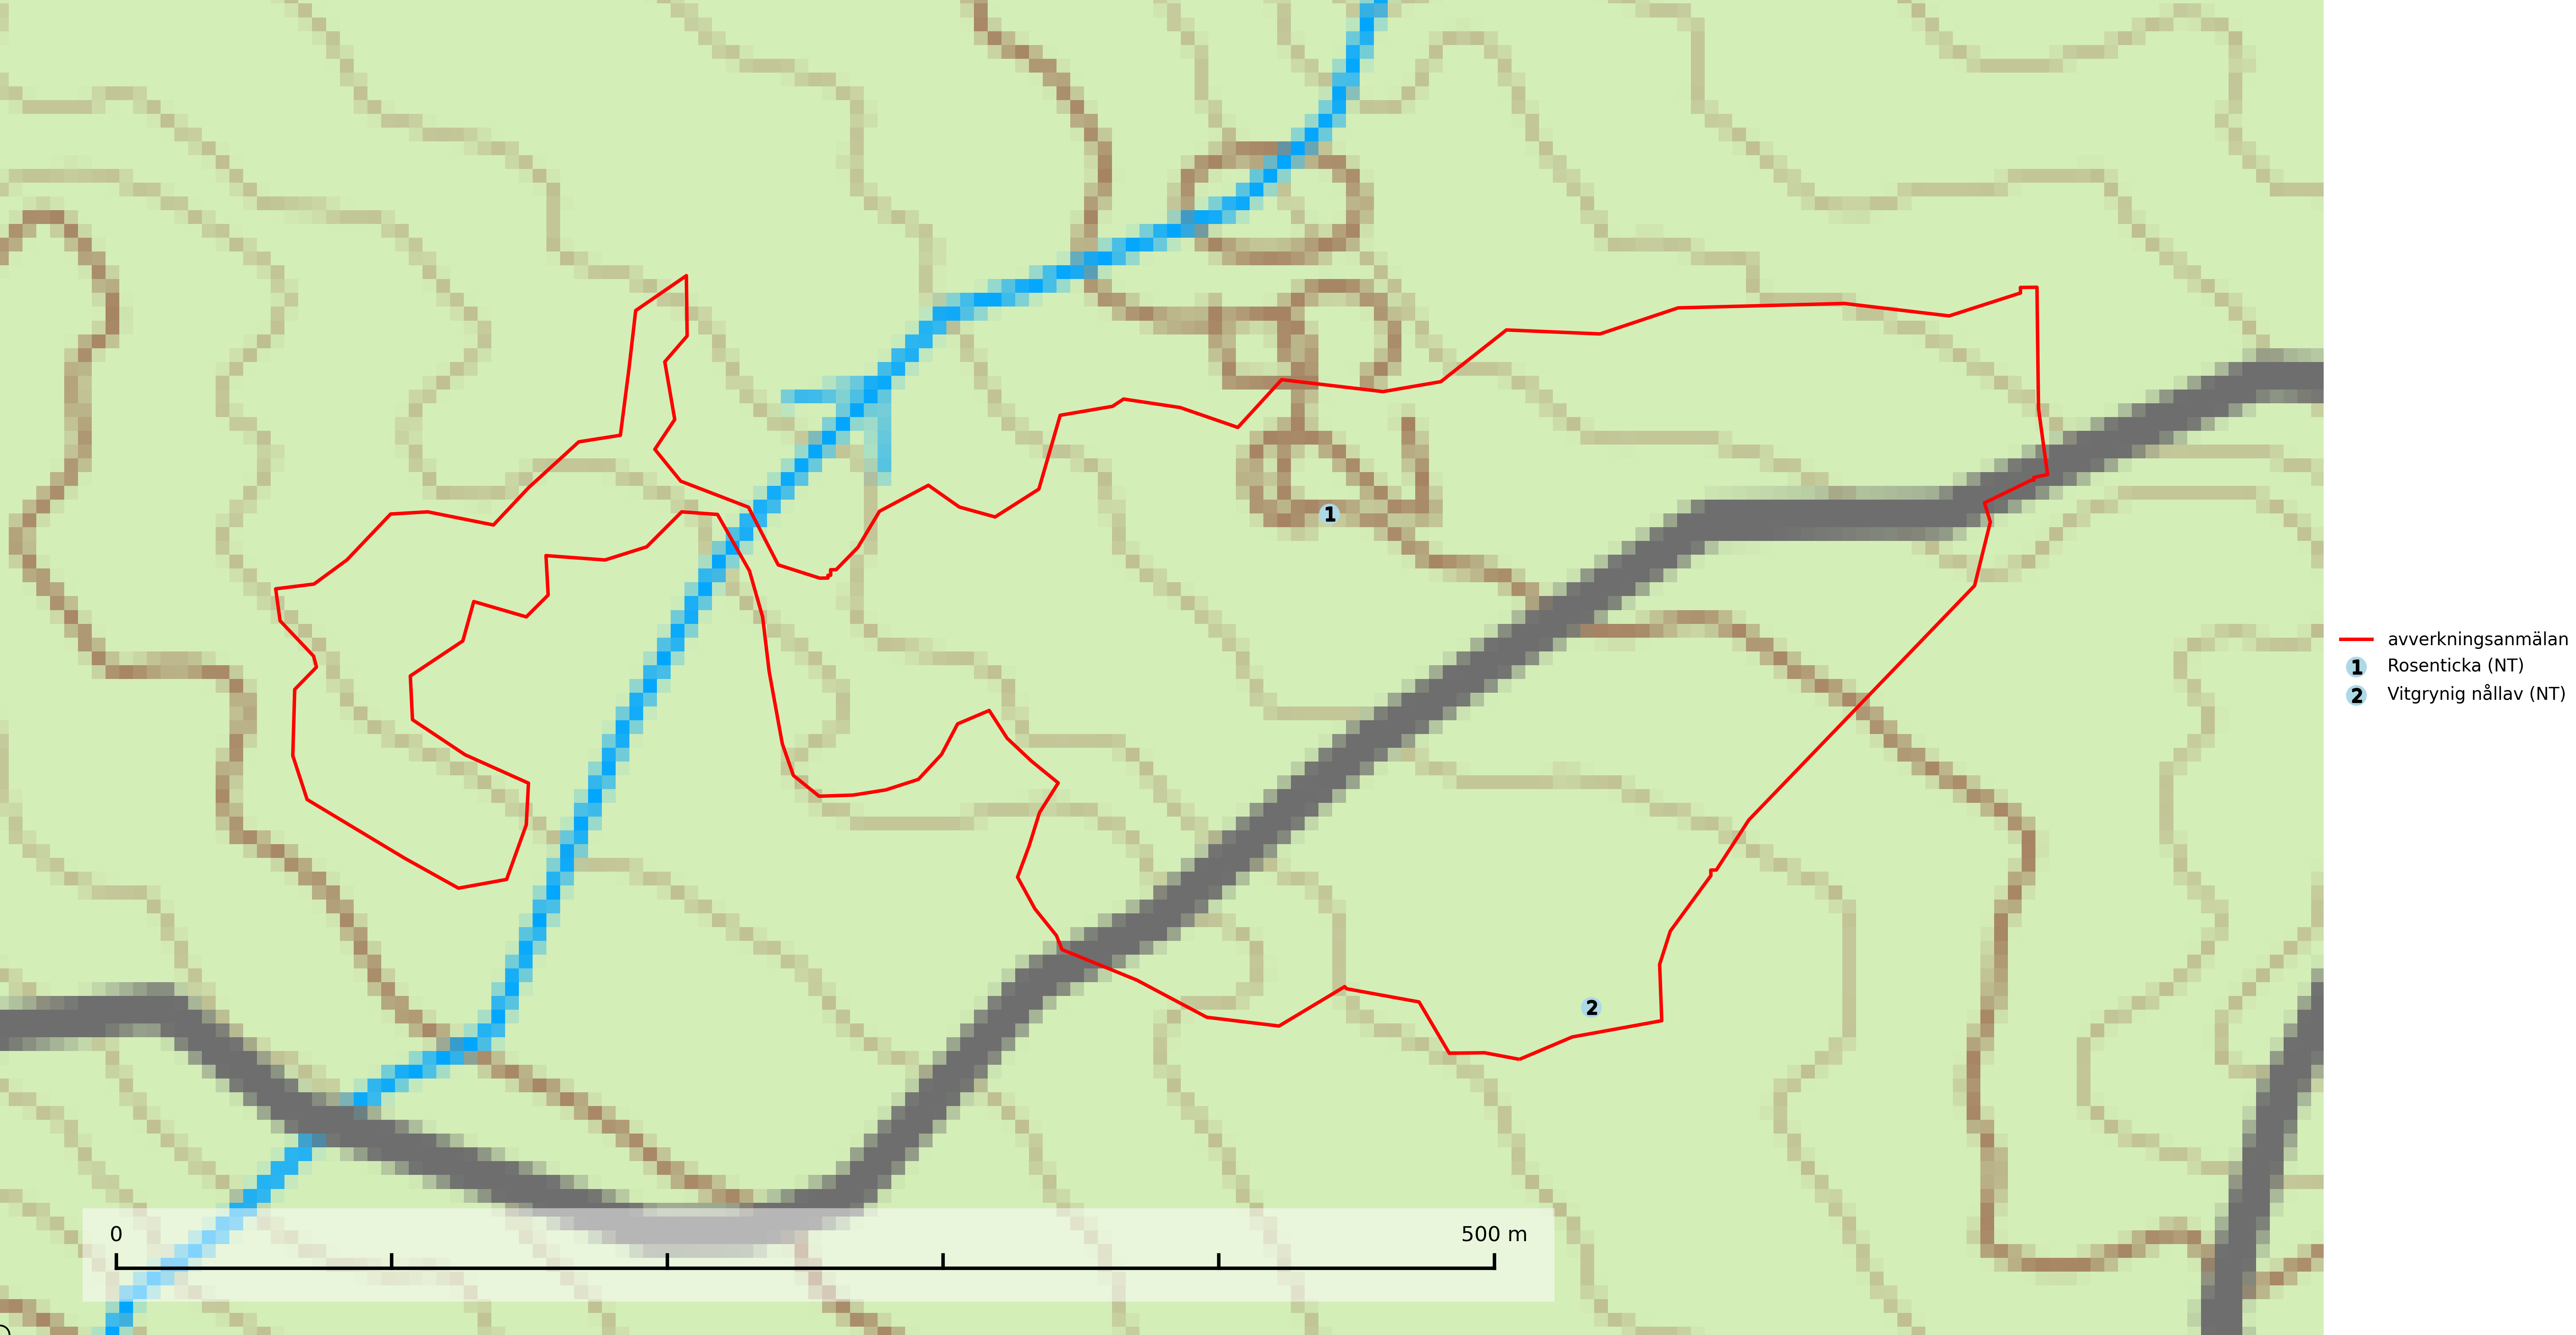 1
2
0
500 m
avverkningsanmälan
1 Rosenticka (NT)
2 Vitgrynig nållav (NT)